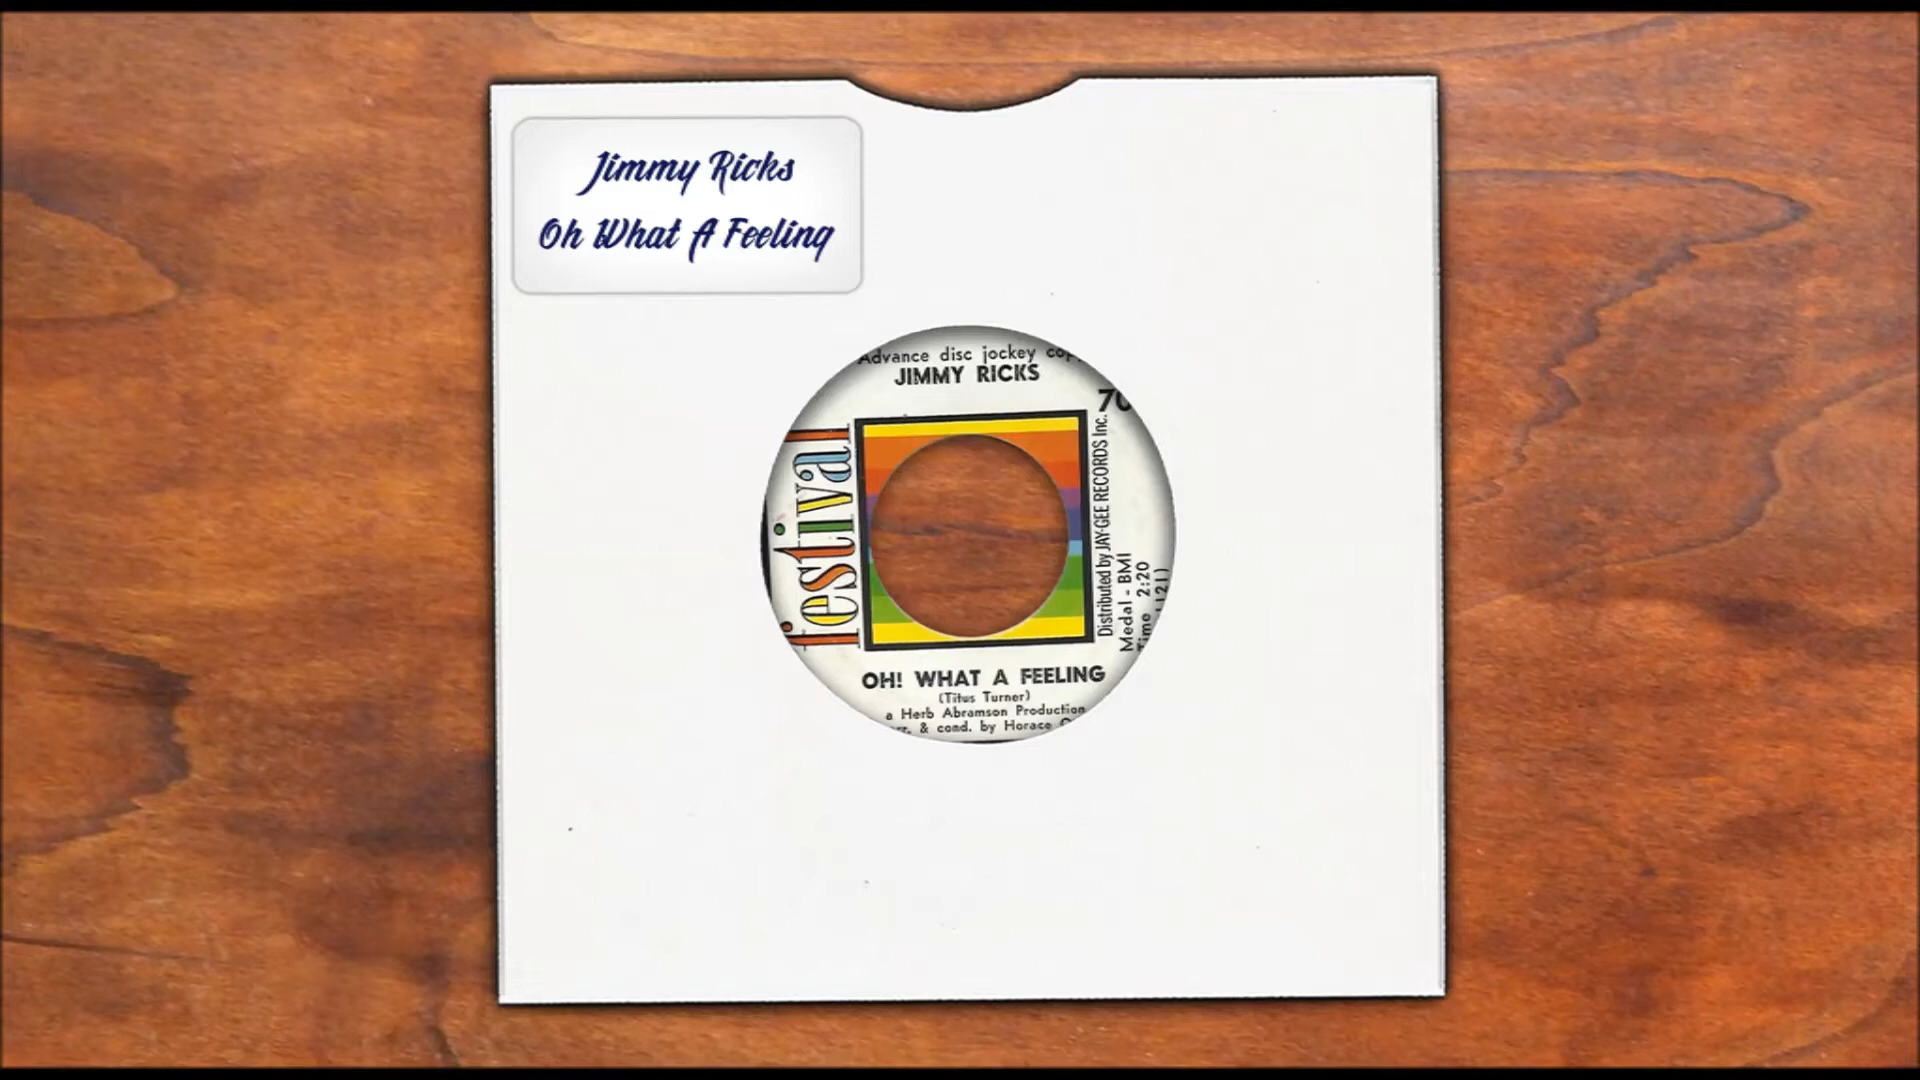 Jimmy Ricks
Oh What A Feeling
Advance disc jockey
JIMMY RICKS
festival
Distributed by JAY-GEE RECORDS Inc.
Medal - BMI
Time 2:20
OH! WHAT A FEELING
(Titus Turner)
a Herb Abramson Production
& cond. by Horace